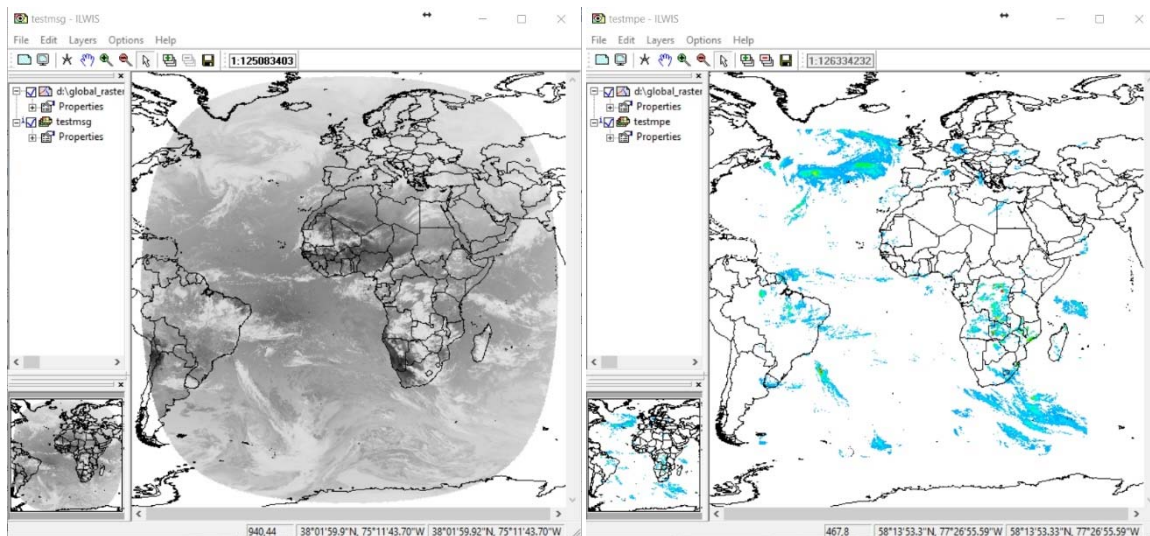 testmsg - ILWIS
File Edit Layers Options Help
1:125083403
d:\global_raster
Properties
testmsg
Properties
940,44 38°01'59.9"N, 75°11'43.70"W 38°01'59.92"N, 75°11'43.70"W
testmpe - ILWIS
File Edit Layers Options Help
1:126334232
d:\global_raster
Properties
testmpe
Properties
467,8 58°13'53.3"N, 77°26'55.59"W 58°13'53.33"N, 77°26'55.59"W